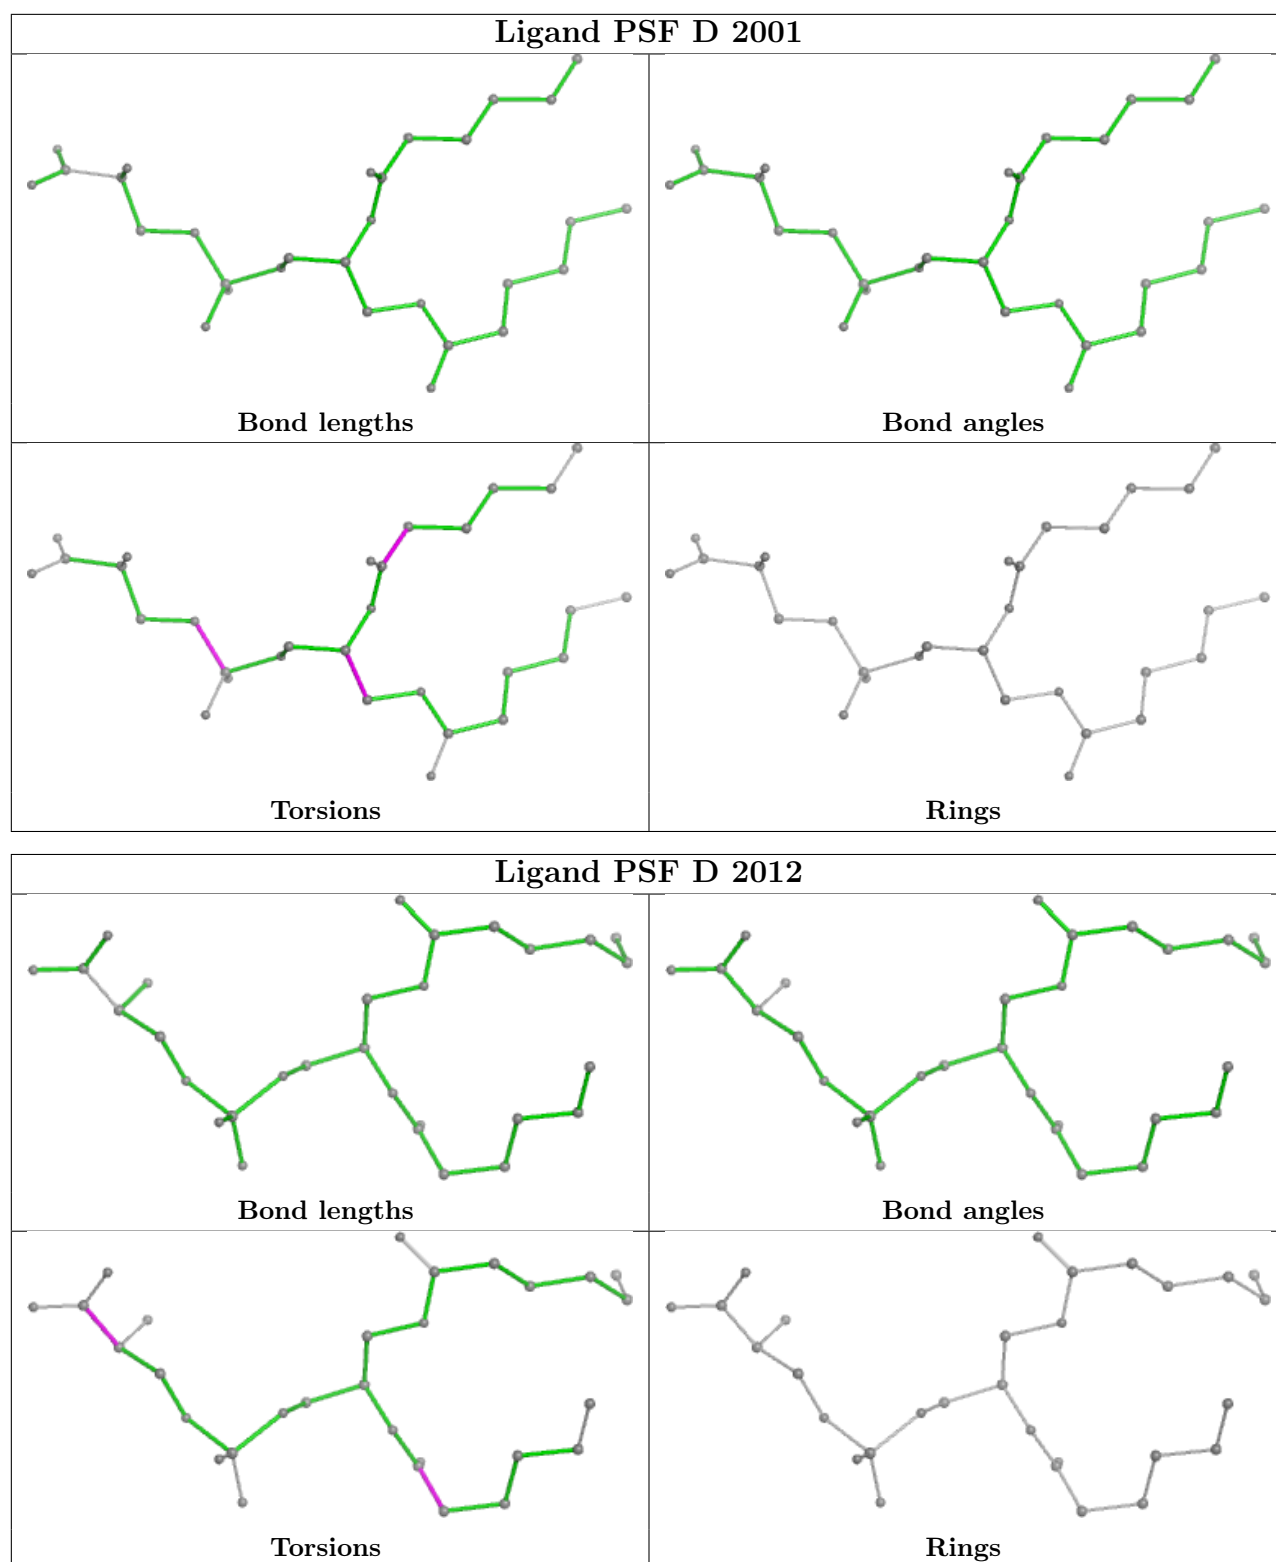 Ligand PSF D 2001
Bond lengths
Bond angles
Torsions
Rings
Ligand PSF D 2012
Bond lengths
Bond angles
Torsions
Rings